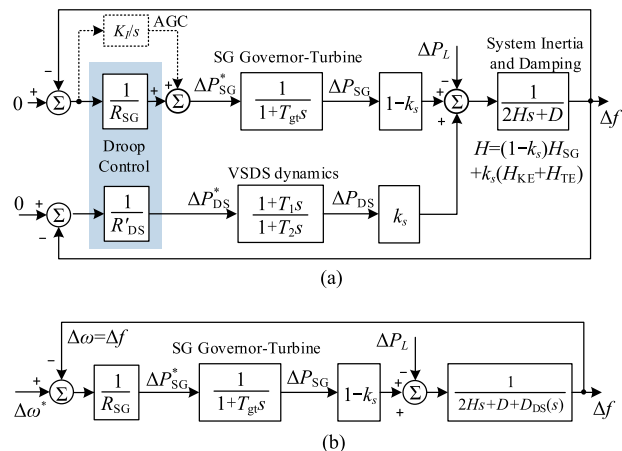 K_I/s
AGC
SG Governor-Turbine
ΔP_L
System Inertia
and Damping
0
−
+
Σ
1
R_SG
+
+
Σ
ΔP*_SG
1
1+T_gt s
ΔP_SG
1−k_s
+
−
+
Σ
1
2Hs+D
Δf
Droop
Control
H=(1−k_s)H_SG
+k_s(H_KE+H_TE)
VSDS dynamics
0
+
−
Σ
1
R'_DS
ΔP*_DS
1+T_1 s
1+T_2 s
ΔP_DS
k_s
(a)
−
Δω=Δf
SG Governor-Turbine
ΔP_L
+
Σ
Δω*
1
R_SG
ΔP*_SG
1
1+T_gt s
ΔP_SG
1−k_s
−
+
Σ
1
2Hs+D+D_DS(s)
Δf
(b)